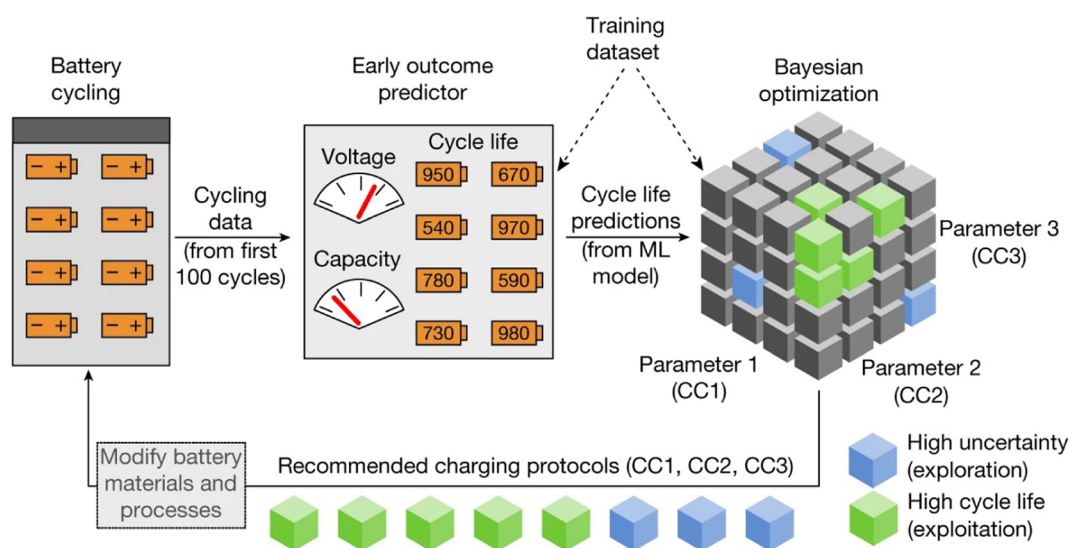 Battery
cycling
Early outcome
predictor
Training
dataset
Bayesian
optimization
- +
- +
- +
- +
- +
- +
- +
- +
Cycling
data
(from first
100 cycles)
Voltage
Capacity
Cycle life
950
670
540
970
780
590
730
980
Cycle life
predictions
(from ML
model)
Parameter 1
(CC1)
Parameter 2
(CC2)
Parameter 3
(CC3)
Modify battery
materials and
processes
Recommended charging protocols (CC1, CC2, CC3)
High uncertainty
(exploration)
High cycle life
(exploitation)